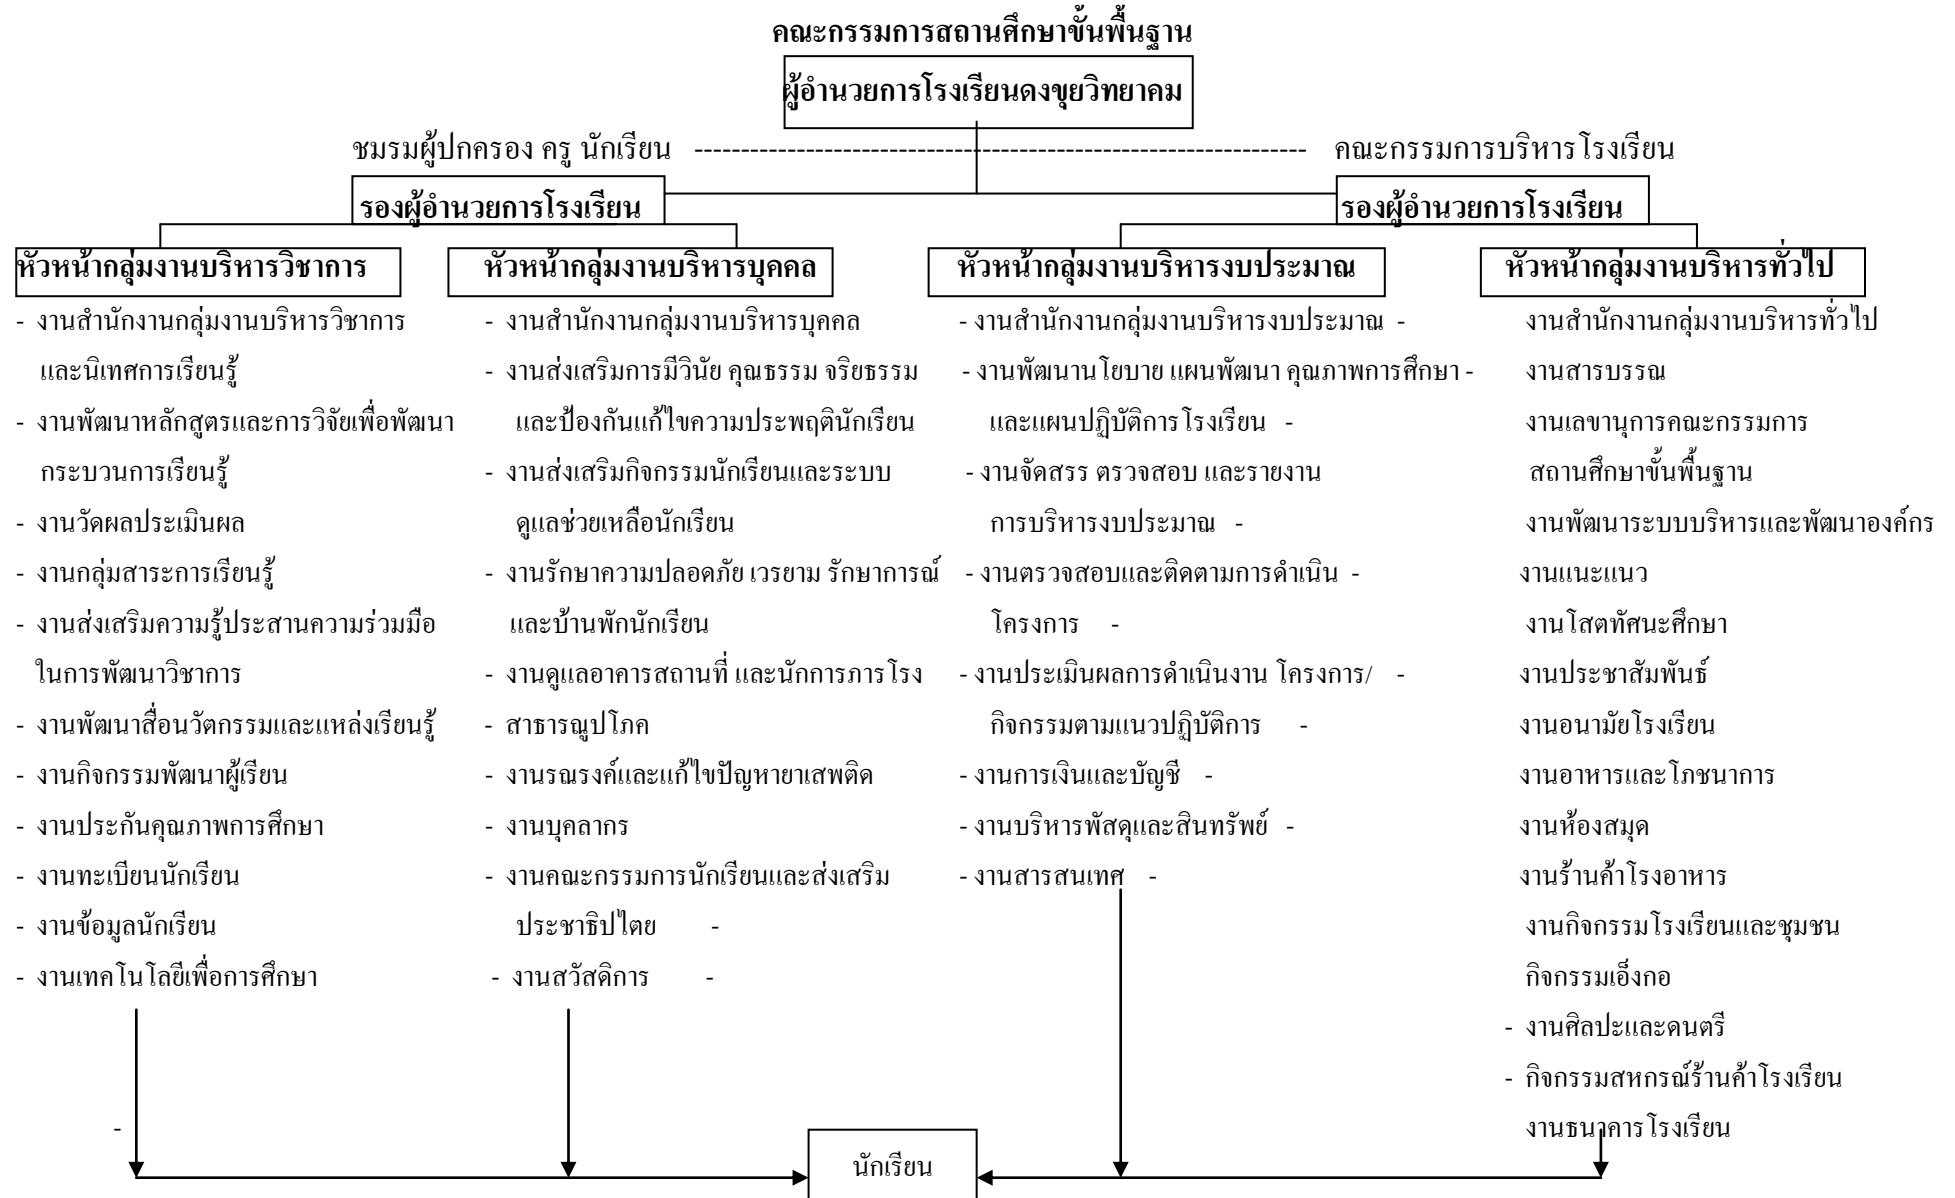 คณะกรรมการสถานศึกษาขั้นพื้นฐาน
ผู้อำนวยการโรงเรียนดงขุยวิทยาคม
ชมรมผู้ปกครอง ครู นักเรียน ------------------------------------------------------------------ คณะกรรมการบริหารโรงเรียน
รองผู้อำนวยการโรงเรียน
รองผู้อำนวยการโรงเรียน
หัวหน้ากลุ่มงานบริหารวิชาการ
- งานสำนักงานกลุ่มงานบริหารวิชาการ
และนิเทศการเรียนรู้
- งานพัฒนาหลักสูตรและการวิจัยเพื่อพัฒนา
กระบวนการเรียนรู้
- งานวัดผลประเมินผล
- งานกลุ่มสาระการเรียนรู้
- งานส่งเสริมความรู้ประสานความร่วมมือ
ในการพัฒนาวิชาการ
- งานพัฒนาสื่อนวัตกรรมและแหล่งเรียนรู้
- งานกิจกรรมพัฒนาผู้เรียน
- งานประกันคุณภาพการศึกษา
- งานทะเบียนนักเรียน
- งานข้อมูลนักเรียน
- งานเทคโนโลยีเพื่อการศึกษา
-
หัวหน้ากลุ่มงานบริหารบุคคล
- งานสำนักงานกลุ่มงานบริหารบุคคล
- งานส่งเสริมการมีวินัย คุณธรรม จริยธรรม
และป้องกันแก้ไขความประพฤตินักเรียน
- งานส่งเสริมกิจกรรมนักเรียนและระบบ
ดูแลช่วยเหลือนักเรียน
- งานรักษาความปลอดภัย เวรยาม รักษาการณ์
และบ้านพักนักเรียน
- งานดูแลอาคารสถานที่ และนักการภารโรง
- สาธารณูปโภค
- งานรณรงค์และแก้ไขปัญหายาเสพติด
- งานบุคลากร
- งานคณะกรรมการนักเรียนและส่งเสริม
ประชาธิปไตย -
- งานสวัสดิการ -
หัวหน้ากลุ่มงานบริหารงบประมาณ
- งานสำนักงานกลุ่มงานบริหารงบประมาณ -
- งานพัฒนานโยบาย แผนพัฒนา คุณภาพการศึกษา -
และแผนปฏิบัติการโรงเรียน -
- งานจัดสรร ตรวจสอบ และรายงาน
การบริหารงบประมาณ -
- งานตรวจสอบและติดตามการดำเนิน -
โครงการ -
- งานประเมินผลการดำเนินงาน โครงการ/ -
กิจกรรมตามแนวปฏิบัติการ -
- งานการเงินและบัญชี -
- งานบริหารพัสดุและสินทรัพย์ -
- งานสารสนเทศ -
หัวหน้ากลุ่มงานบริหารทั่วไป
งานสำนักงานกลุ่มงานบริหารทั่วไป
งานสารบรรณ
งานเลขานุการคณะกรรมการ
สถานศึกษาขั้นพื้นฐาน
งานพัฒนาระบบบริหารและพัฒนาองค์กร
งานแนะแนว
งานโสตทัศนะศึกษา
งานประชาสัมพันธ์
งานอนามัยโรงเรียน
งานอาหารและโภชนาการ
งานห้องสมุด
งานร้านค้าโรงอาหาร
งานกิจกรรมโรงเรียนและชุมชน
กิจกรรมเอ็งกอ
- งานศิลปะและดนตรี
- กิจกรรมสหกรณ์ร้านค้าโรงเรียน
งานธนาคารโรงเรียน
นักเรียน